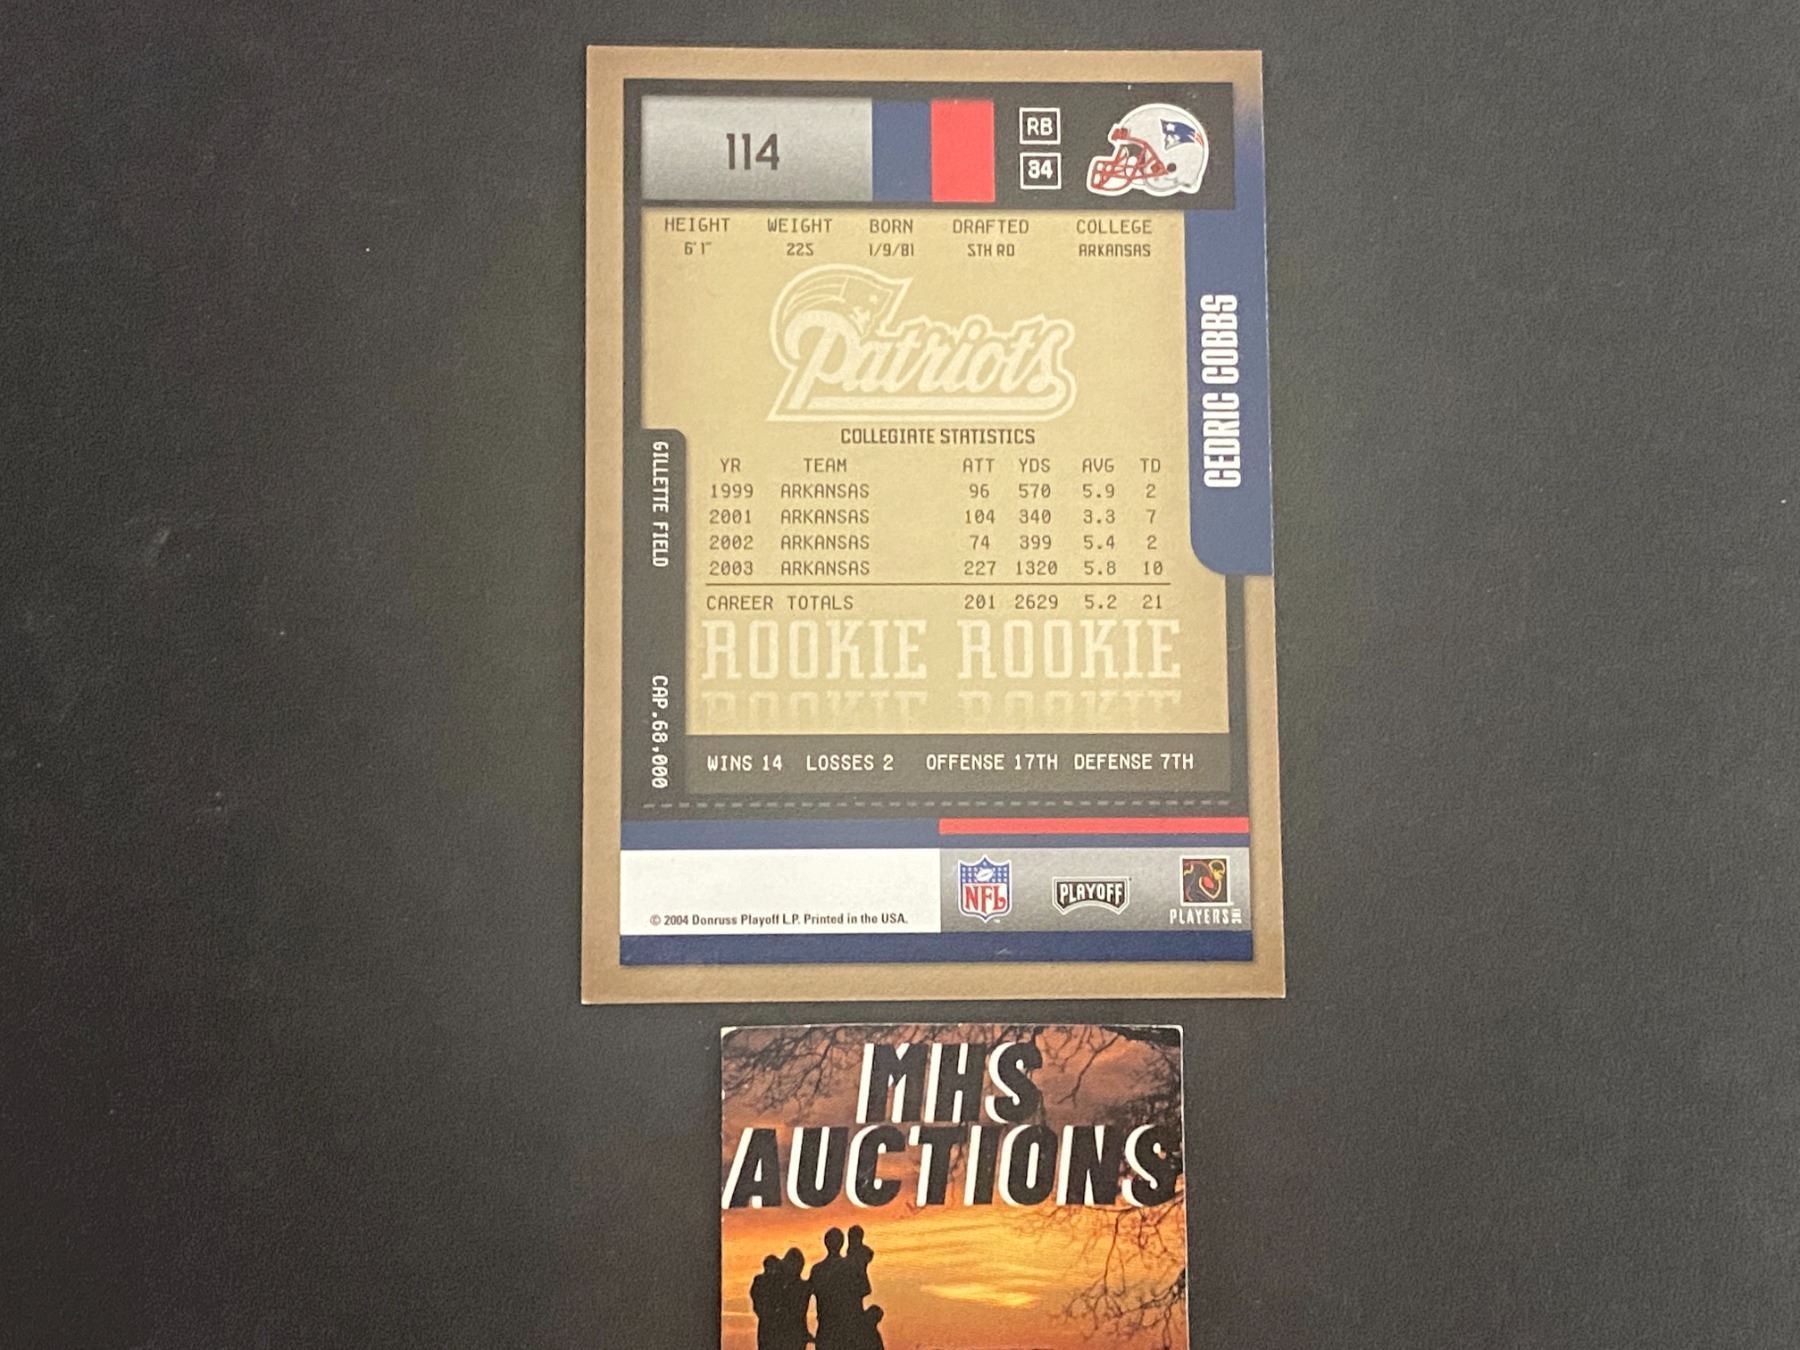 114
RB
34
HEIGHT WEIGHT BORN DRAFTED COLLEGE
6'1" 225 1/9/81 5TH RD ARKANSAS
Patriots
CEDRIC COBBS
COLLEGIATE STATISTICS
YR TEAM ATT YDS AVG TD
1999 ARKANSAS 96 570 5.9 2
2001 ARKANSAS 104 340 3.3 7
2002 ARKANSAS 74 399 5.4 2
2003 ARKANSAS 227 1320 5.8 10
CAREER TOTALS 201 2629 5.2 21
ROOKIE ROOKIE
ROOKIE ROOKIE
GILLETTE FIELD
CAP.68,000
WINS 14 LOSSES 2 OFFENSE 17TH DEFENSE 7TH
© 2004 Donruss Playoff L.P. Printed in the USA.
NFL
PLAYOFF
PLAYERS INC
MHS
AUCTIONS